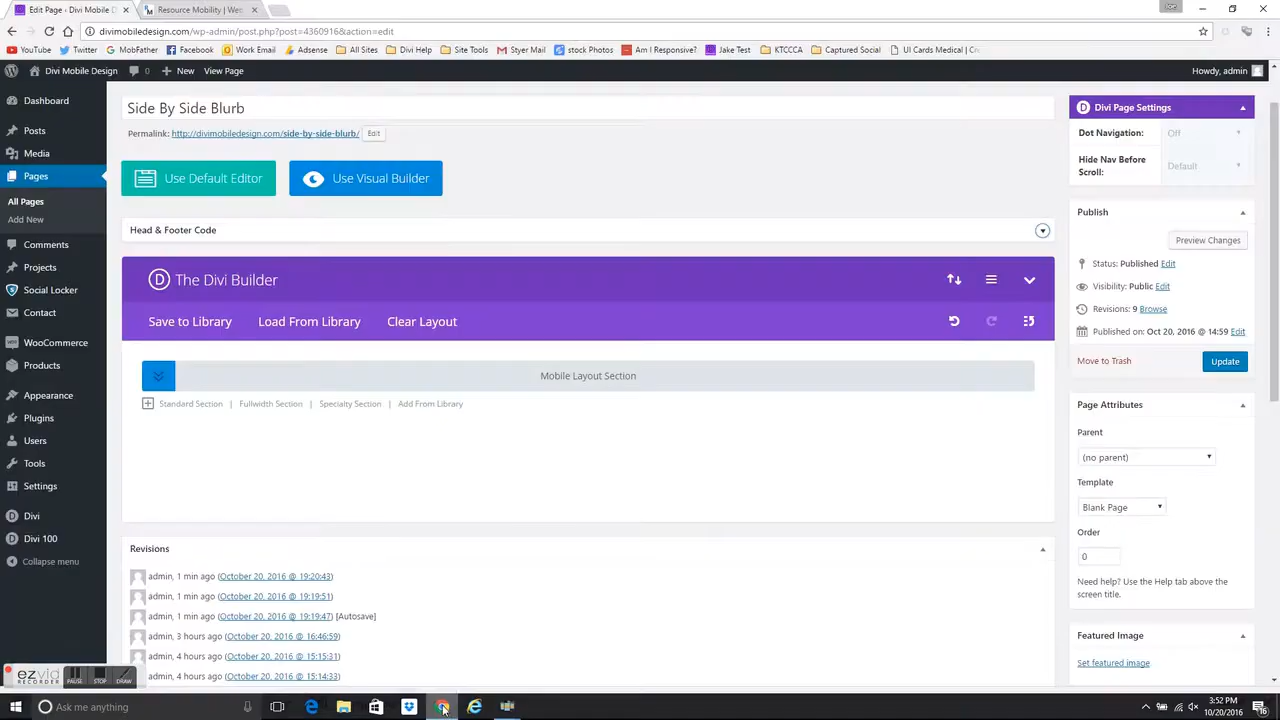 Edit Page ‹ Divi Mobile D
Resource Mobility | We
divimobiledesign.com/wp-admin/post.php?post=4360916&action=edit
YouTube
Twitter
MobFather
Facebook
Work Email
Adsense
All Sites
Divi Help
Site Tools
Styer Mail
stock Photos
Am I Responsive?
Jake Test
KTCCCA
Captured Social
UI Cards Medical | Cre
Divi Mobile Design
0
New
View Page
Howdy, admin
Dashboard
Posts
Media
Pages
All Pages
Add New
Comments
Projects
Social Locker
Contact
WooCommerce
Products
Appearance
Plugins
Users
Tools
Settings
Divi
Divi 100
Collapse menu
Side By Side Blurb
Permalink: http://divimobiledesign.com/side-by-side-blurb/ Edit
Use Default Editor
Use Visual Builder
Head & Footer Code
D The Divi Builder
Save to Library
Load From Library
Clear Layout
Mobile Layout Section
Standard Section | Fullwidth Section | Specialty Section | Add From Library
Revisions
admin, 1 min ago (October 20, 2016 @ 19:20:43)
admin, 1 min ago (October 20, 2016 @ 19:19:51)
admin, 1 min ago (October 20, 2016 @ 19:19:47) [Autosave]
admin, 3 hours ago (October 20, 2016 @ 16:46:59)
admin, 4 hours ago (October 20, 2016 @ 15:15:31)
admin, 4 hours ago (October 20, 2016 @ 15:14:33)
D Divi Page Settings
Dot Navigation: Off
Hide Nav Before Default
Scroll:
Publish
Preview Changes
Status: Published Edit
Visibility: Public Edit
Revisions: 9 Browse
Published on: Oct 20, 2016 @ 14:59 Edit
Move to Trash
Update
Page Attributes
Parent
(no parent)
Template
Blank Page
Order
0
Need help? Use the Help tab above the
screen title.
Featured Image
Set featured image
ezvid
RECORDER
PAUSE
STOP
DRAW
Ask me anything
3:52 PM
10/20/2016